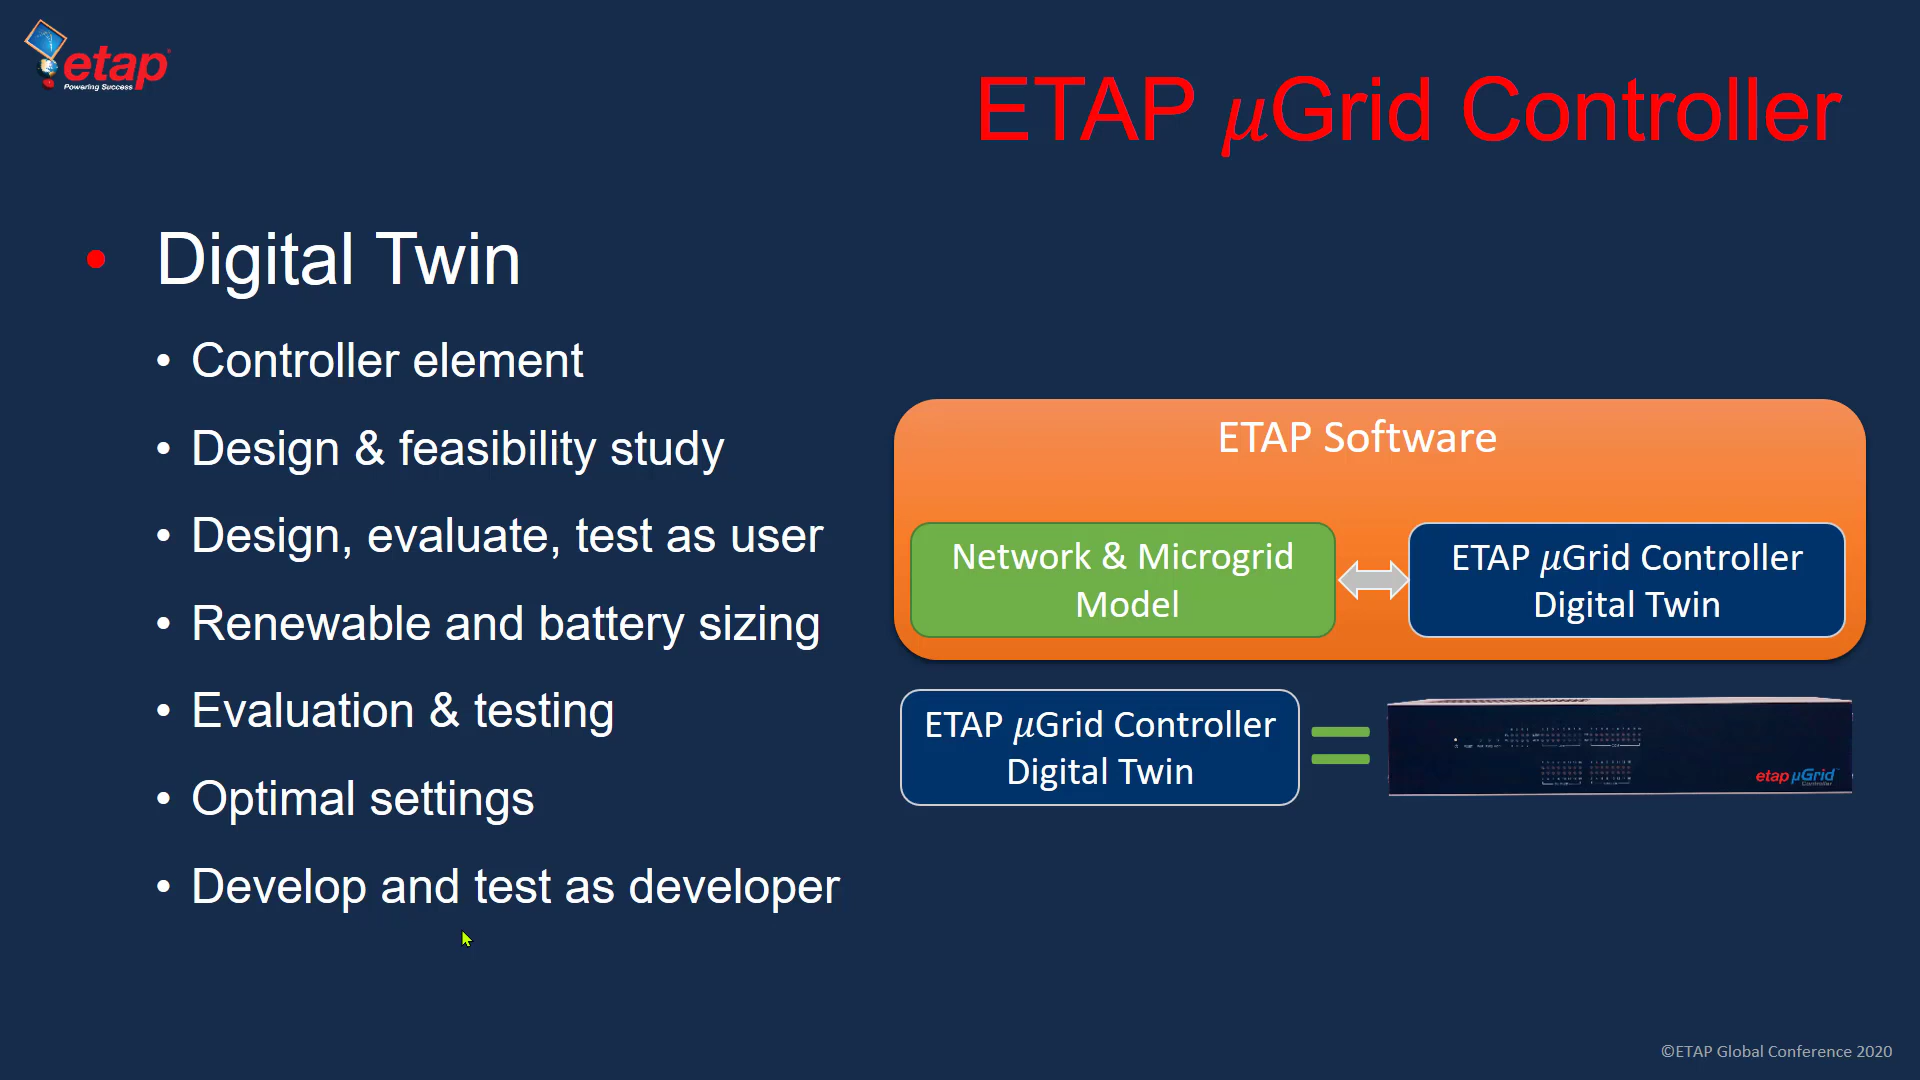 etap
Powering Success
ETAP μGrid Controller
• Digital Twin
• Controller element
• Design & feasibility study
• Design, evaluate, test as user
• Renewable and battery sizing
• Evaluation & testing
• Optimal settings
• Develop and test as developer
ETAP Software
Network & Microgrid
Model
ETAP μGrid Controller
Digital Twin
ETAP μGrid Controller
Digital Twin
etap μGrid
Controller
©ETAP Global Conference 2020